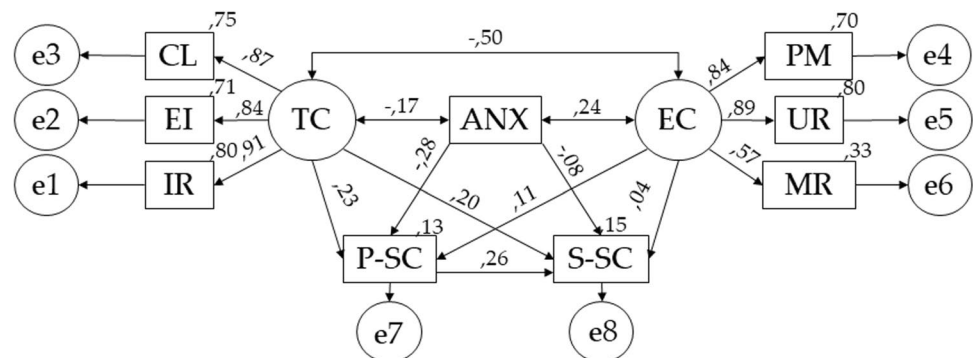 ,75
-,50
,70
e3 CL ,87 ,84 PM e4
,71 ,80
e2 EI ,84 TC -,17 ANX ,24 EC ,89 UR e5
,80 ,91 ,57 ,33
e1 IR -,28 -,08 MR e6
,23 ,20 ,11 ,04
,13 ,15
P-SC ,26 S-SC
e7 e8